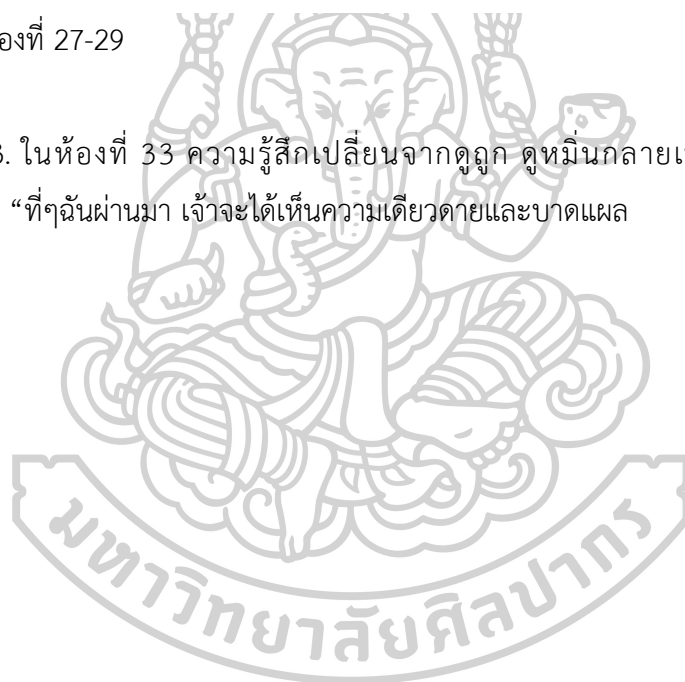 องที่ 27-29
3. ในห้องที่ 33 ความรู้สึกเปลี่ยนจากดูถูก ดูหมิ่นกลายเ
“ที่ๆฉันผ่านมา เจ้าจะได้เห็นความเดียวดายและบาดแผล
มหาวิทยาลัยศิลปากร